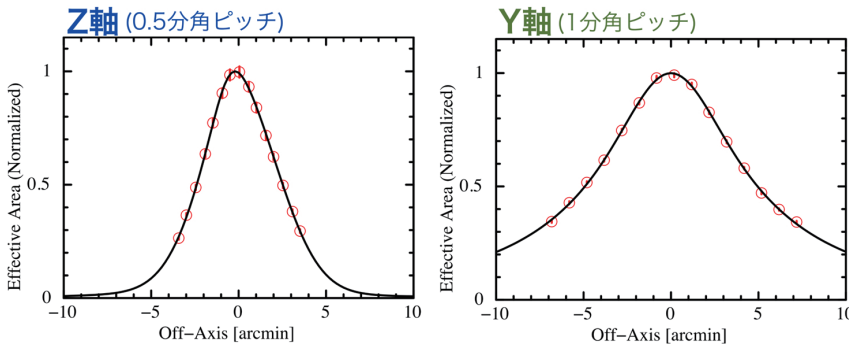 Z軸 (0.5分角ピッチ)
Effective Area (Normalized)
1
0.5
0
−10
−5
0
5
10
Off−Axis [arcmin]
Y軸 (1分角ピッチ)
Effective Area (Normalized)
1
0.5
0
−10
−5
0
5
10
Off−Axis [arcmin]